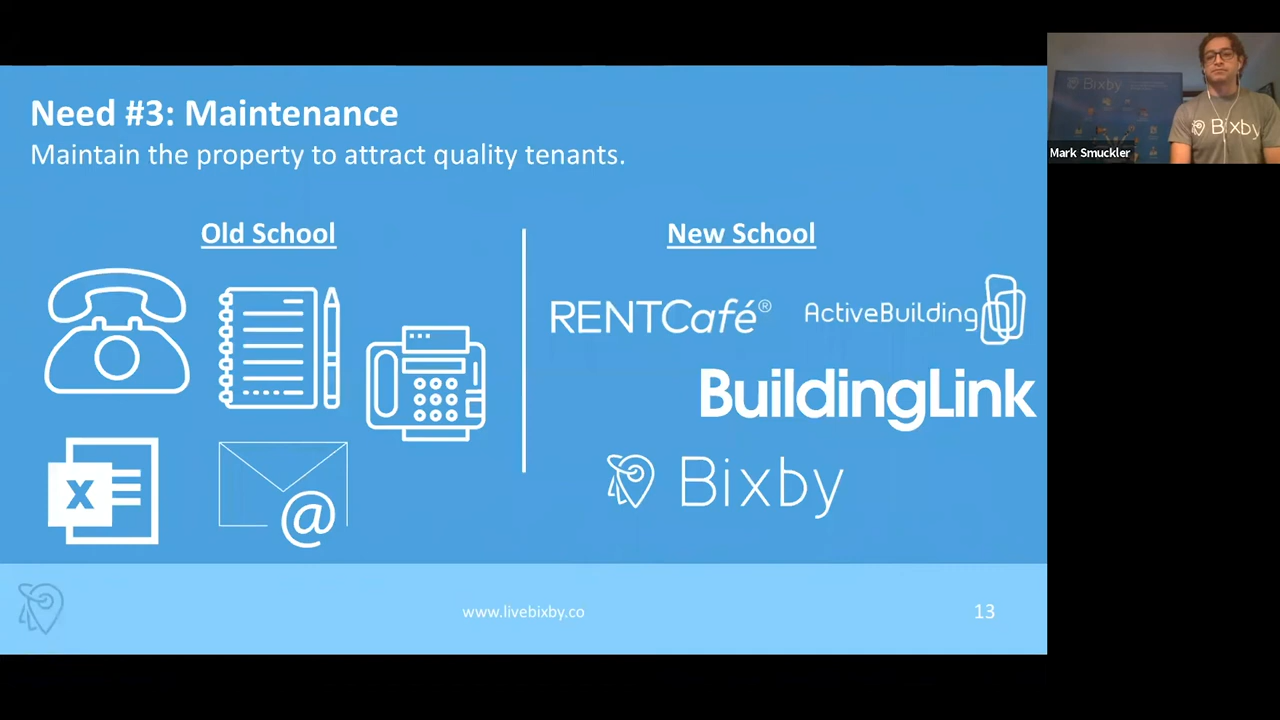 Need #3: Maintenance
Maintain the property to attract quality tenants.
Old School
New School
RENTCafé®
ActiveBuilding
BuildingLink
X
@
Bixby
www.livebixby.co
13
Bixby
Bixby
Mark Smuckler